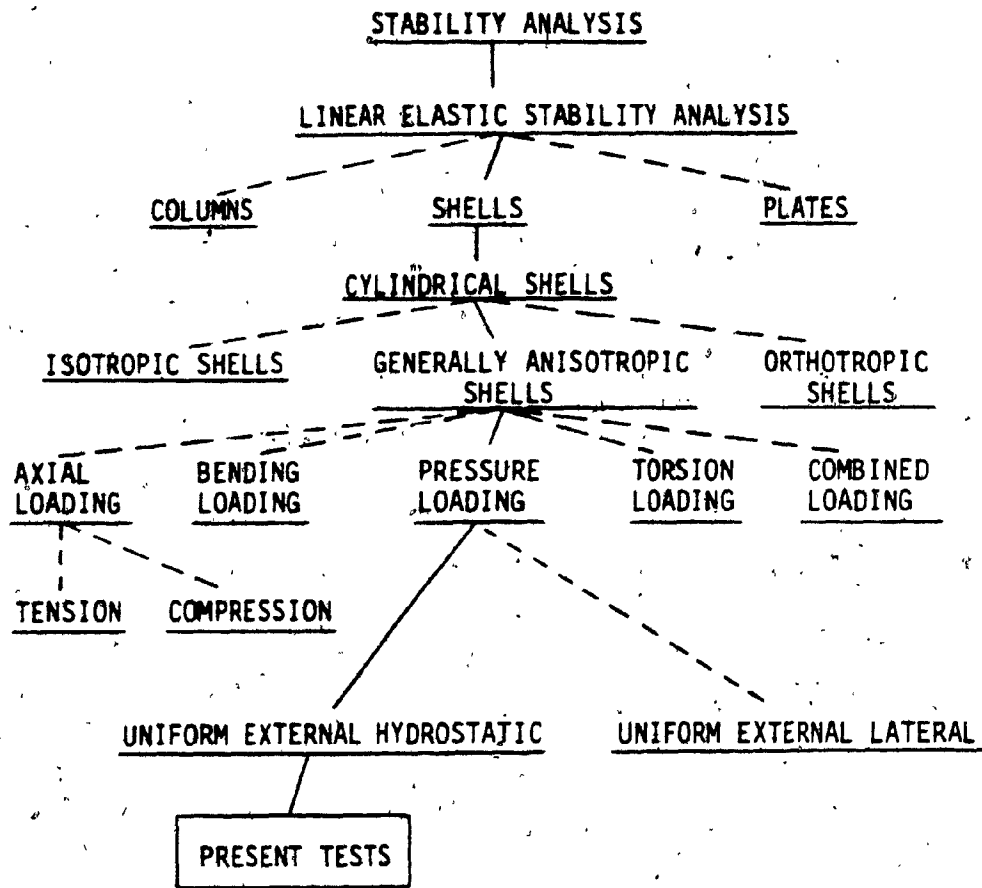 STABILITY ANALYSIS
LINEAR ELASTIC STABILITY ANALYSIS
COLUMNS
SHELLS
PLATES
CYLINDRICAL SHELLS
ISOTROPIC SHELLS
GENERALLY ANISOTROPIC
SHELLS
ORTHOTROPIC
SHELLS
AXIAL
LOADING
BENDING
LOADING
PRESSURE
LOADING
TORSION
LOADING
COMBINED
LOADING
TENSION
COMPRESSION
UNIFORM EXTERNAL HYDROSTATIC
UNIFORM EXTERNAL LATERAL
PRESENT TESTS